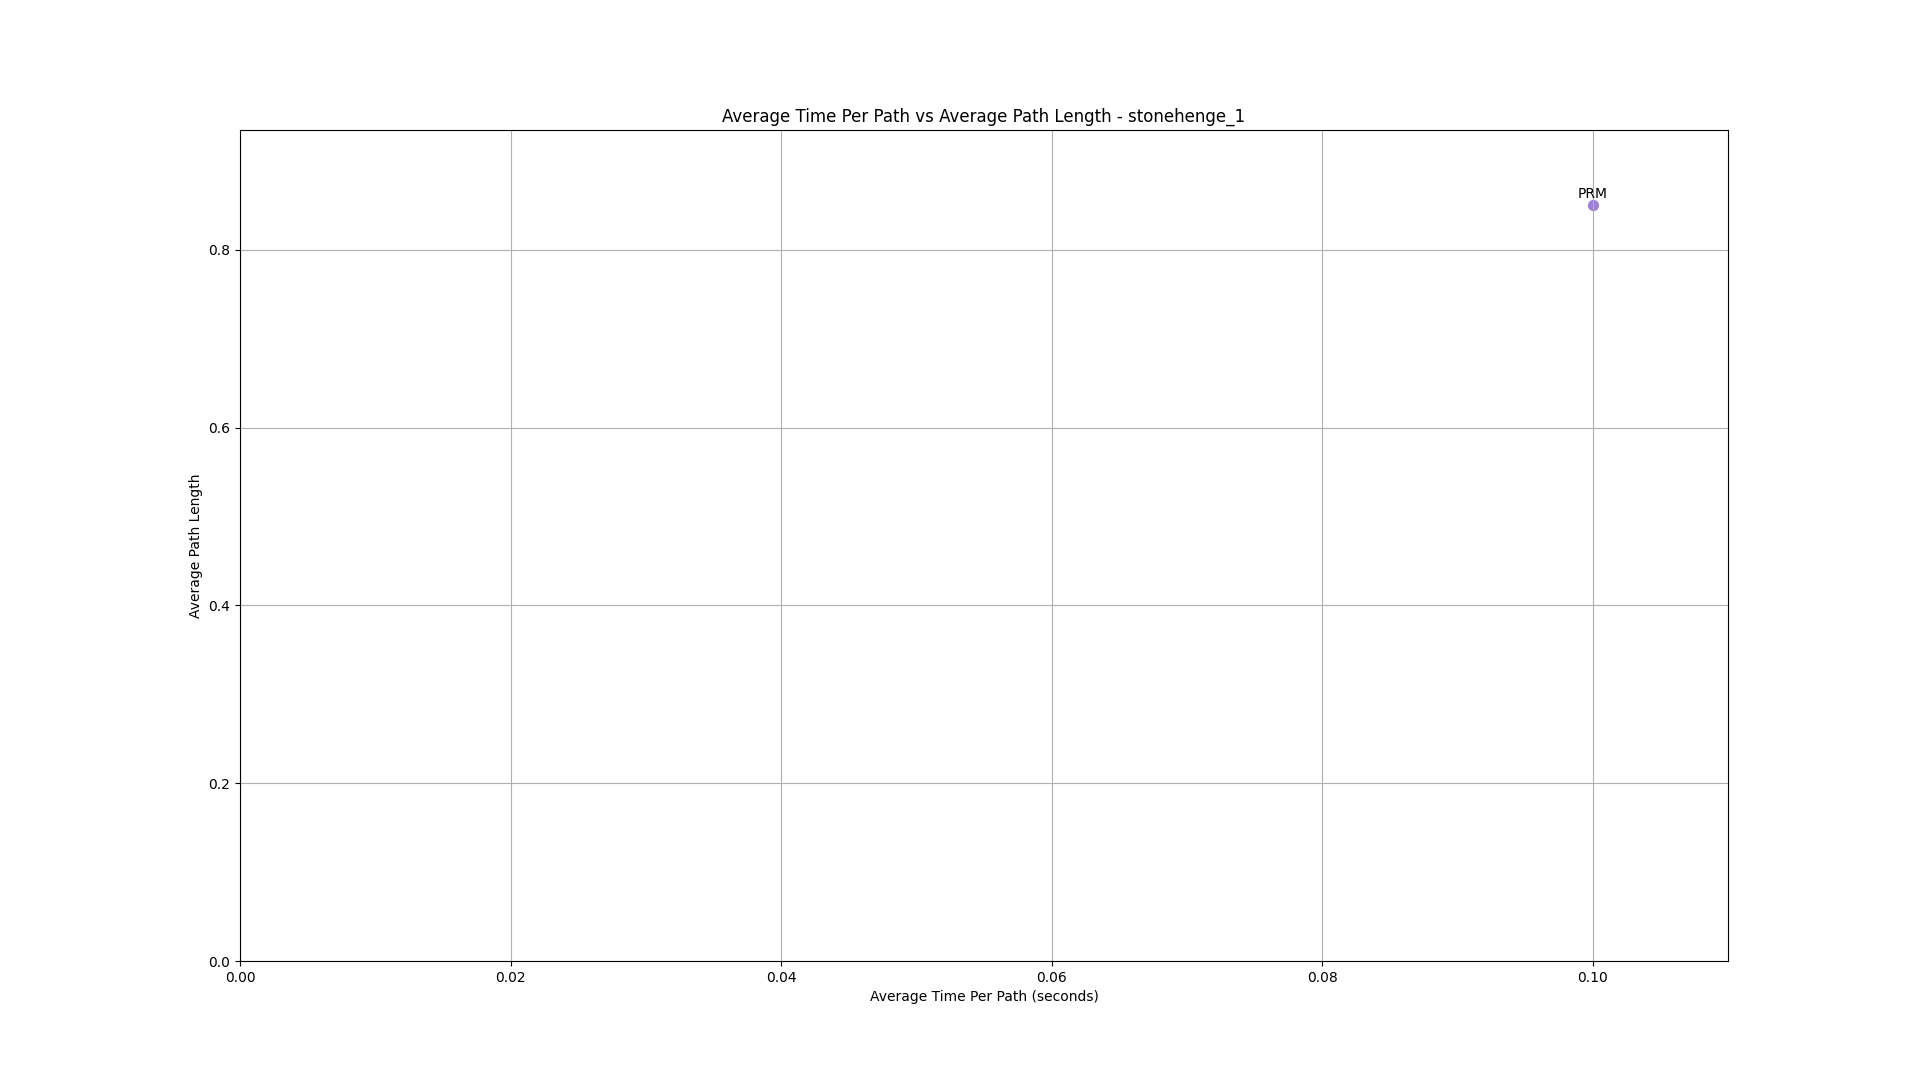 Average Time Per Path vs Average Path Length - stonehenge_1
PRM
0.8
0.6
0.4
0.2
0.0
Average Path Length
0.00 0.02 0.04 0.06 0.08 0.10
Average Time Per Path (seconds)